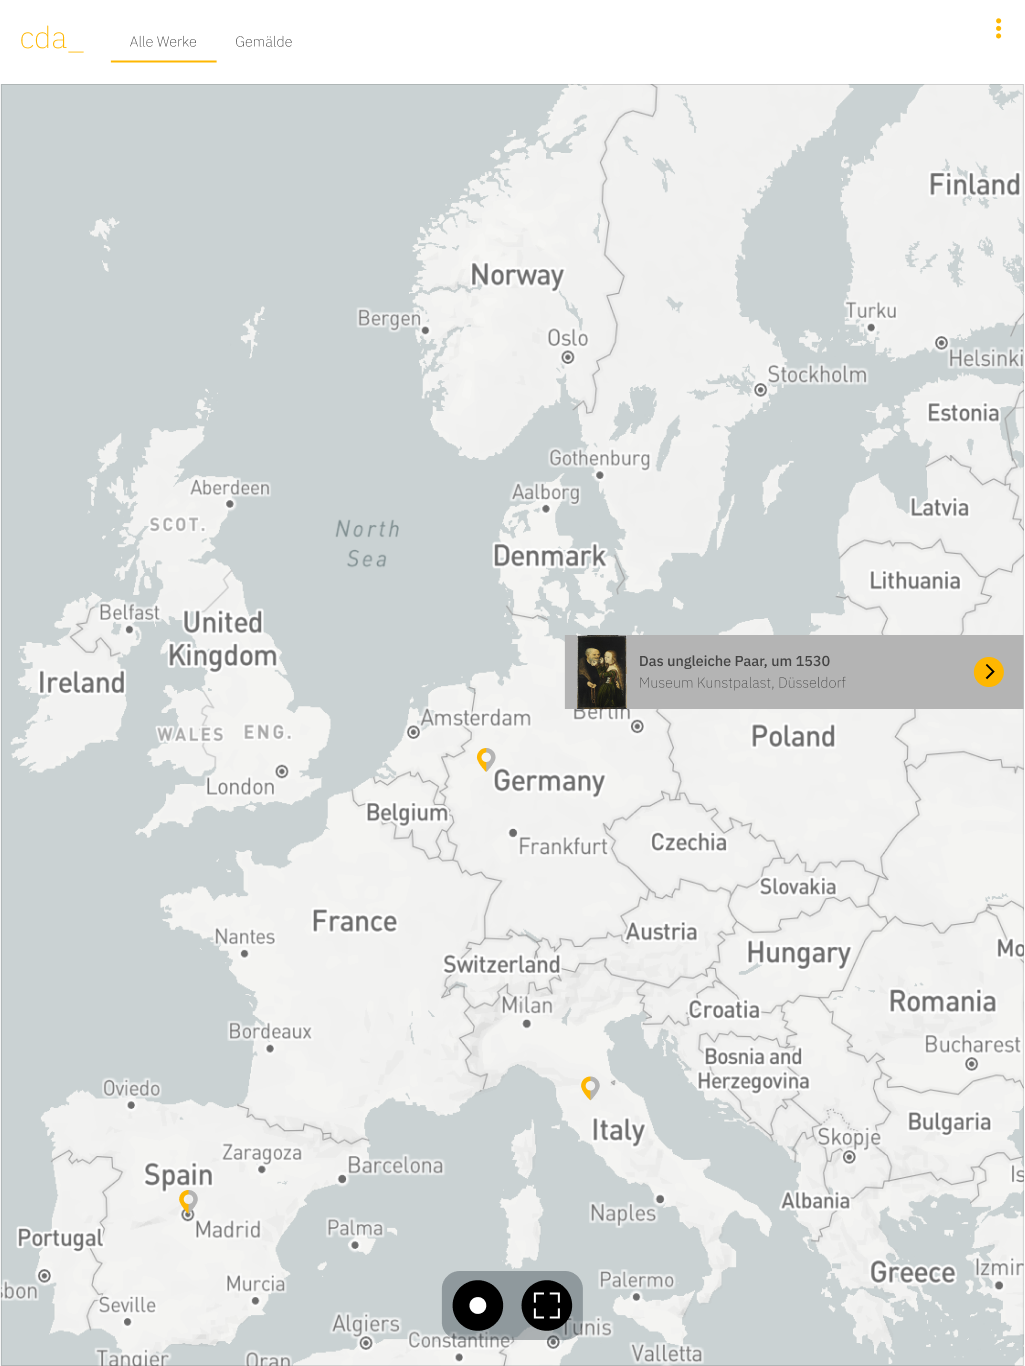 cda_
Alle Werke
Gemälde
Finland
Norway
Bergen
Turku
Oslo
Helsinki
Stockholm
Estonia
Gothenburg
Aberdeen
Aalborg
Latvia
SCOT.
North
Sea
Denmark
Lithuania
Belfast
United
Kingdom
Das ungleiche Paar, um 1530
Ireland
Museum Kunstpalast, Düsseldorf
Berlin
Amsterdam
WALES
ENG.
Poland
Germany
London
Belgium
Czechia
Frankfurt
Slovakia
France
Austria
Nantes
Mo
Hungary
Switzerland
Romania
Milan
Croatia
Bordeaux
Bucharest
Bosnia and
Herzegovina
Oviedo
Bulgaria
Italy
Skopje
Zaragoza
Barcelona
Spain
Is
Albania
Naples
Palma
Madrid
Portugal
Greece
Izmir
Palermo
Murcia
sbon
Seville
Algiers
Tunis
Constantine
Valletta
Tangier
Oran